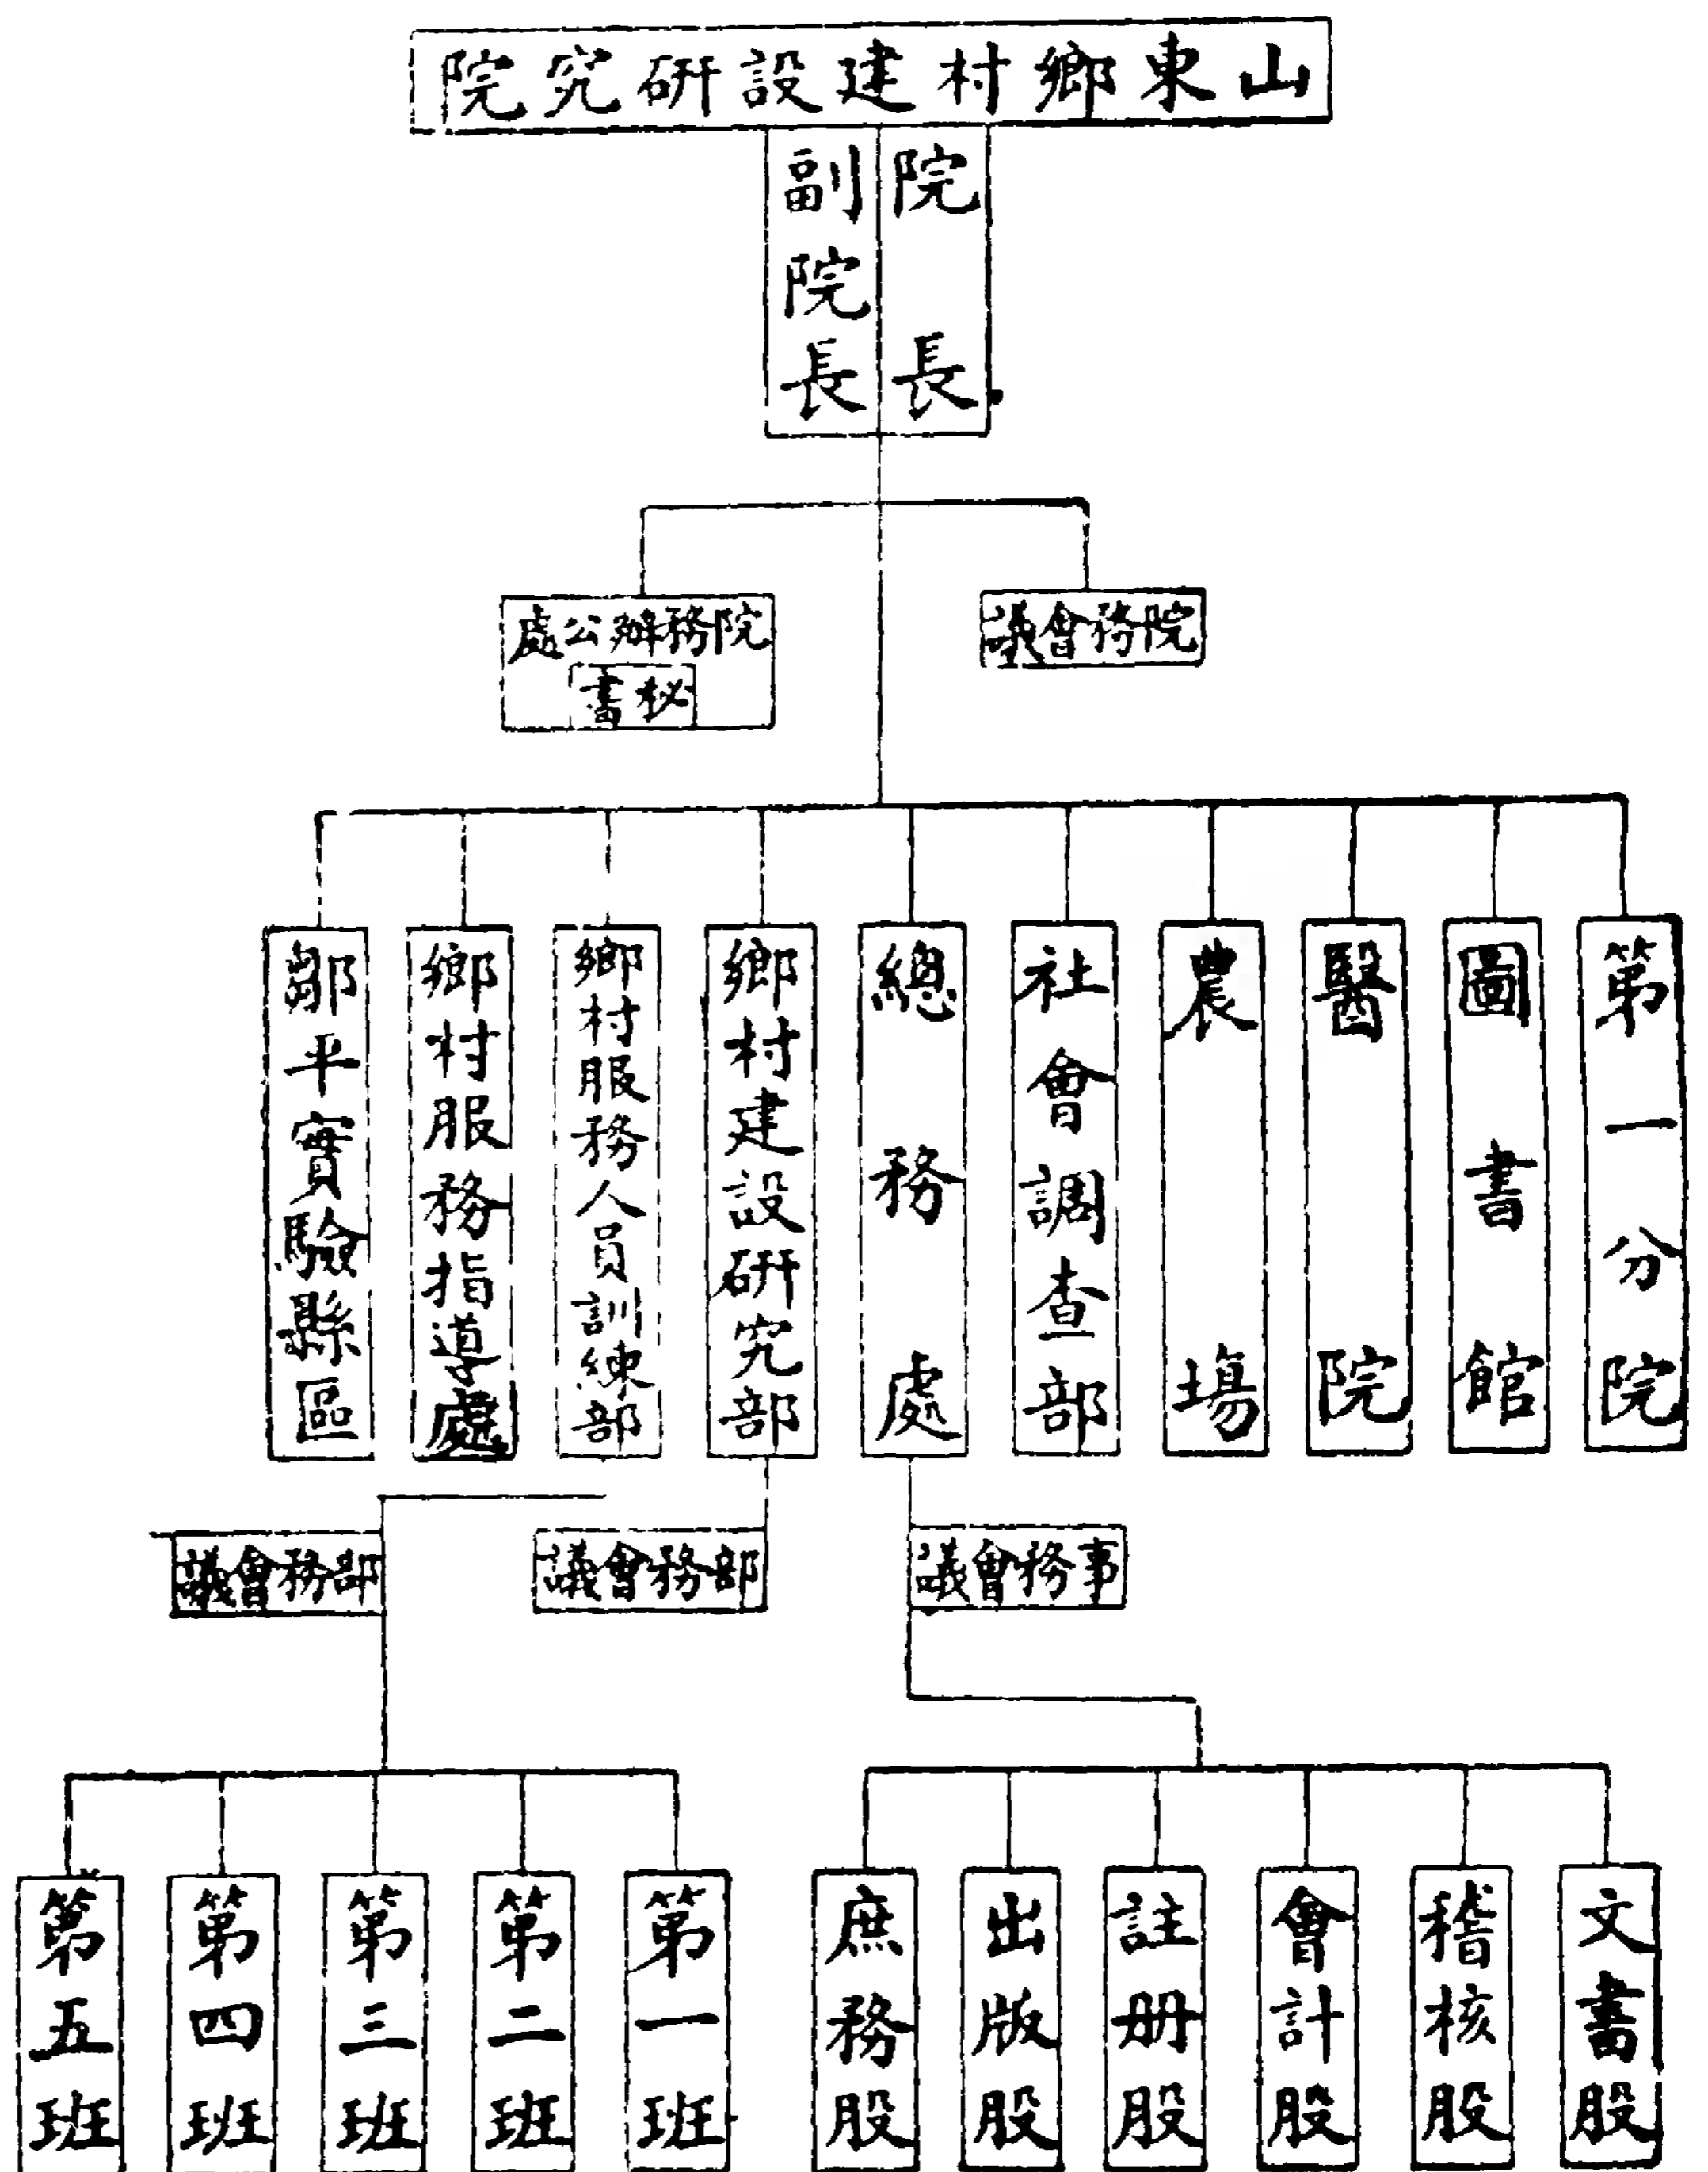 山東鄉村建設研究院
院長
副院長
院務會議
院務辦公處
秘書
第一分院
圖書館
醫院
農場
社會調查部
總務處
鄉村建設研究部
鄉村服務人員訓練部
鄉村服務指導處
鄒平實驗縣區
事務會議
部務會議
部務會議
文書股
稽核股
會計股
註册股
出版股
庶務股
第一班
第二班
第三班
第四班
第五班